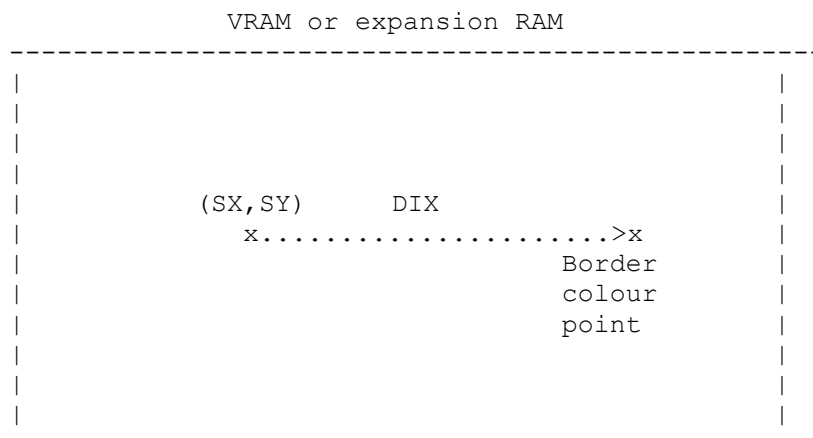 VRAM or expansion RAM
---------------------------------------------------
|                                                |
|                                                |
|                                                |
|                                                |
|           (SX,SY)     DIX                      |
|              x......................>x         |
|                                  Border        |
|                                  colour        |
|                                  point         |
|                                                |
|                                                |
|                                                |